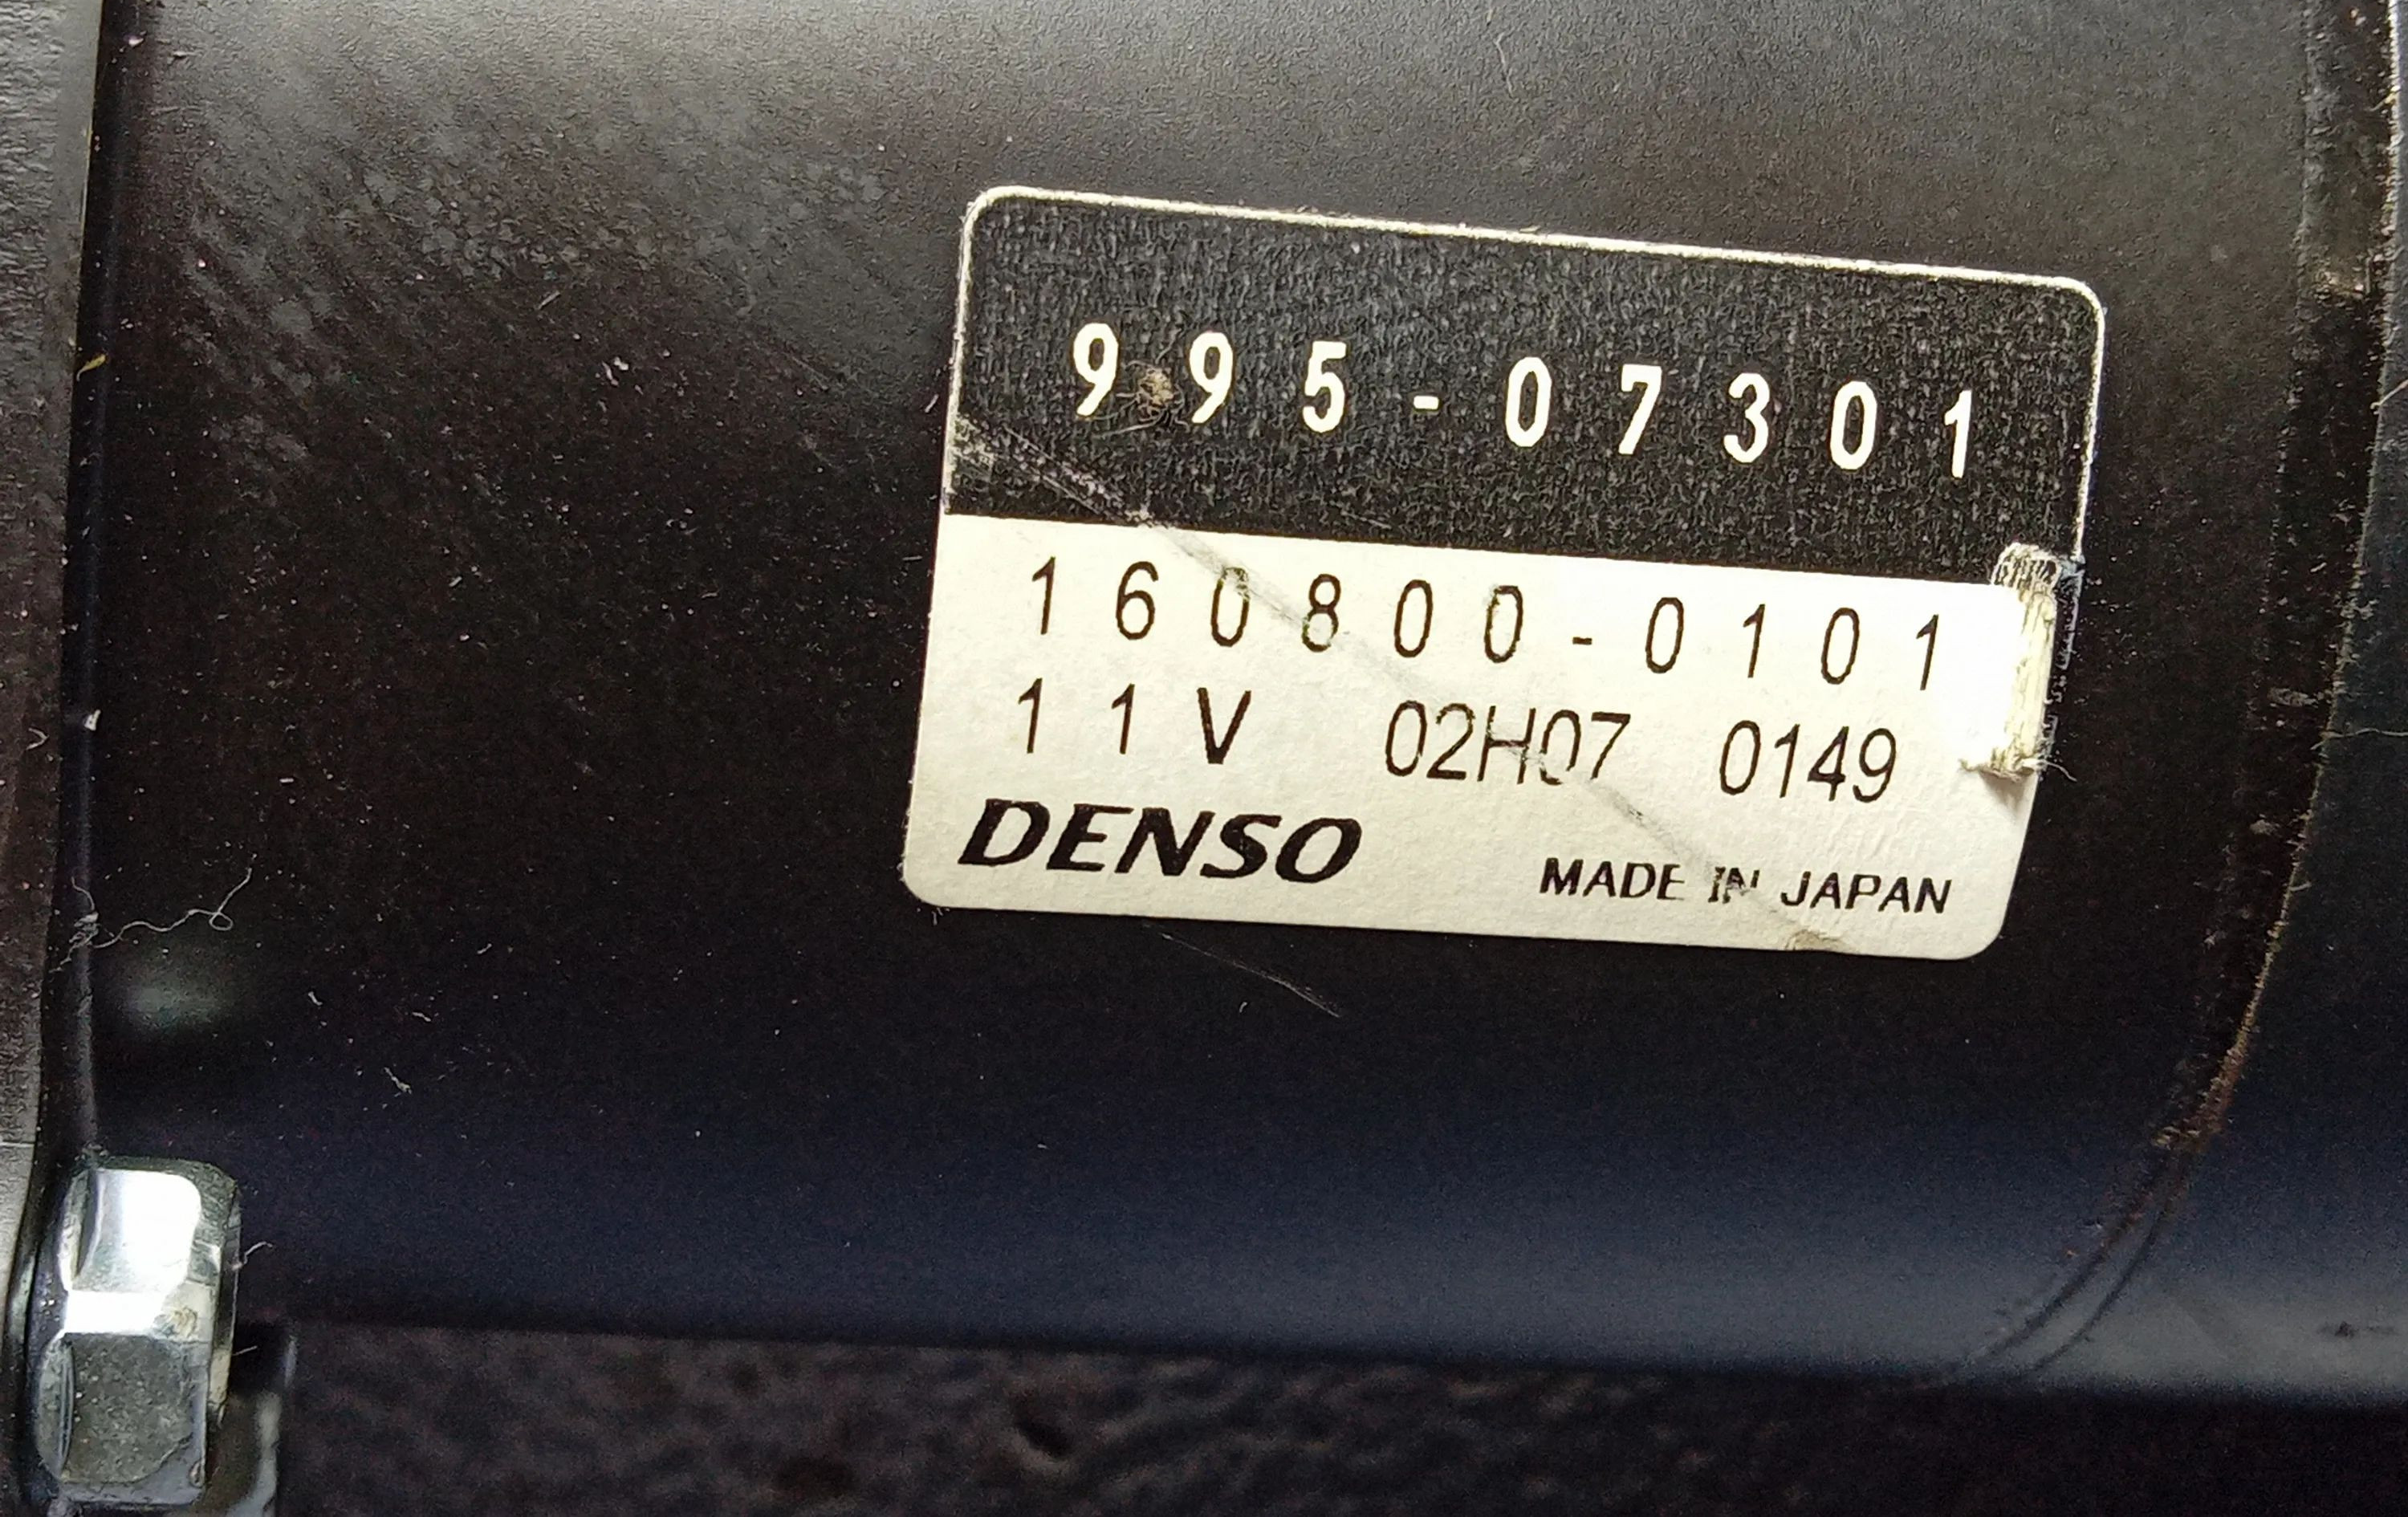 995-07301
160800-0101
11V 02H07 0149
DENSO MADE IN JAPAN